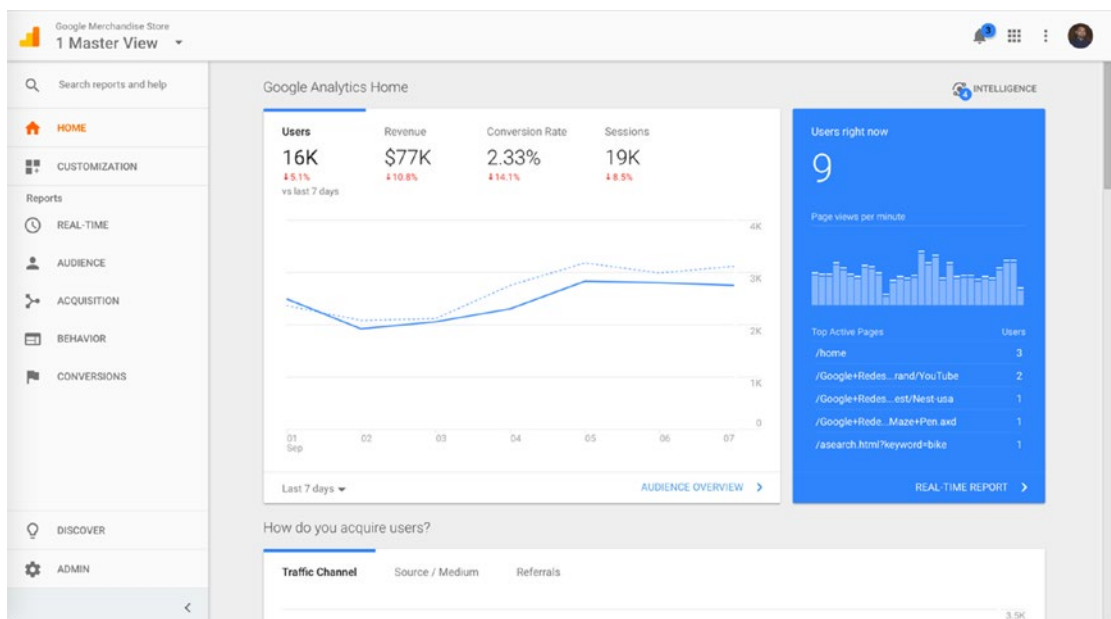 Google Merchandise Store
1 Master View
3
Search reports and help
HOME
CUSTOMIZATION
Reports
REAL-TIME
AUDIENCE
ACQUISITION
BEHAVIOR
CONVERSIONS
DISCOVER
ADMIN
Google Analytics Home
4 INTELLIGENCE
Users Revenue Conversion Rate Sessions
16K $77K 2.33% 19K
↓5.1% ↓10.8% ↓14.1% ↓8.5%
vs last 7 days
4K
3K
2K
1K
0
01 02 03 04 05 06 07
Sep
Last 7 days AUDIENCE OVERVIEW
Users right now
9
Page views per minute
Top Active Pages Users
/home 3
/Google+Redes...rand/YouTube 2
/Google+Redes...est/Nest-usa 1
/Google+Rede...Maze+Pen.axd 1
/asearch.html?keyword=bike 1
REAL-TIME REPORT
How do you acquire users?
Traffic Channel Source / Medium Referrals
3.5K